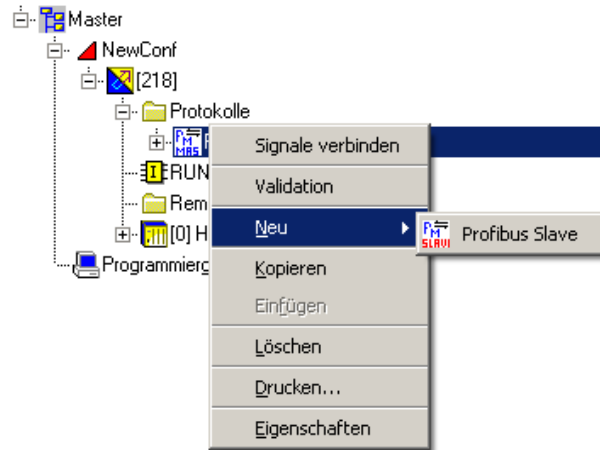 Master
NewConf
[218]
Protokolle
Signale verbinden
RUN
Validation
Rem
[0] H
Neu
Profibus Slave
Programmierg
Kopieren
Einfügen
Löschen
Drucken...
Eigenschaften